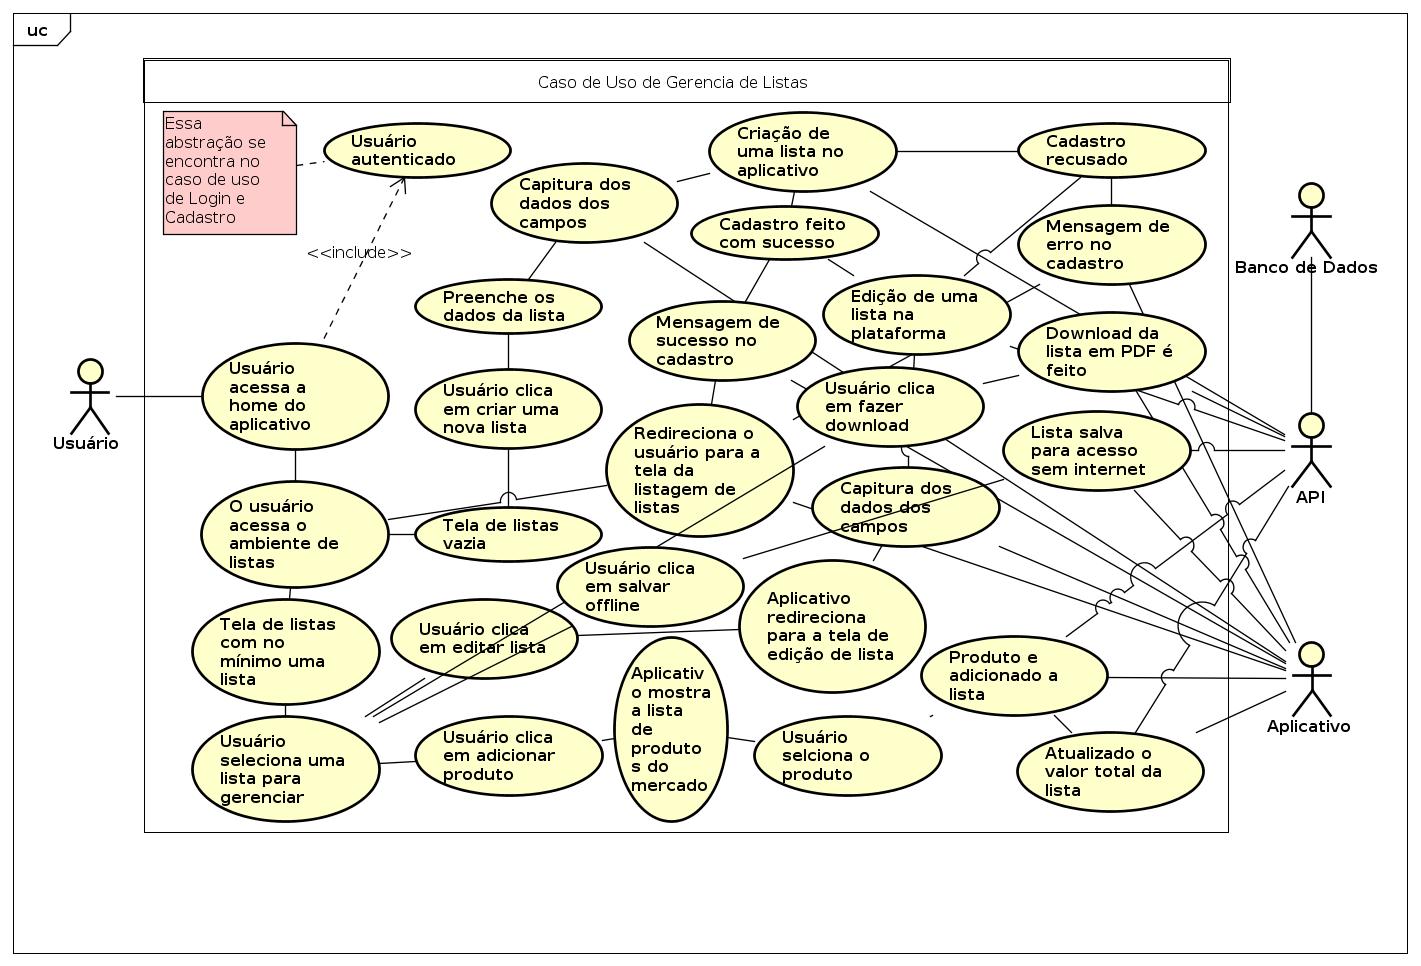 uc
Caso de Uso de Gerencia de Listas
Essa
abstração se
encontra no
caso de uso
de Login e
Cadastro
Usuário
autenticado
<<include>>
Capitura dos
dados dos
campos
Criação de
uma lista no
aplicativo
Cadastro
recusado
Cadastro feito
com sucesso
Mensagem de
erro no
cadastro
Banco de Dados
Preenche os
dados da lista
Mensagem de
sucesso no
cadastro
Edição de uma
lista na
plataforma
Download da
lista em PDF é
feito
Usuário
Usuário
acessa a
home do
aplicativo
Usuário clica
em criar uma
nova lista
Usuário clica
em fazer
download
Redireciona o
usuário para a
tela da
listagem de
listas
Lista salva
para acesso
sem internet
API
O usuário
acessa o
ambiente de
listas
Tela de listas
vazia
Capitura dos
dados dos
campos
Usuário clica
em salvar
offline
Tela de listas
com no
mínimo uma
lista
Usuário clica
em editar lista
Aplicativo
redireciona
para a tela de
edição de lista
Produto e
adicionado a
lista
Aplicativo
Usuário
seleciona uma
lista para
gerenciar
Usuário clica
em adicionar
produto
Aplicativ
o mostra
a lista
de
produto
s do
mercado
Usuário
selciona o
produto
Atualizado o
valor total da
lista